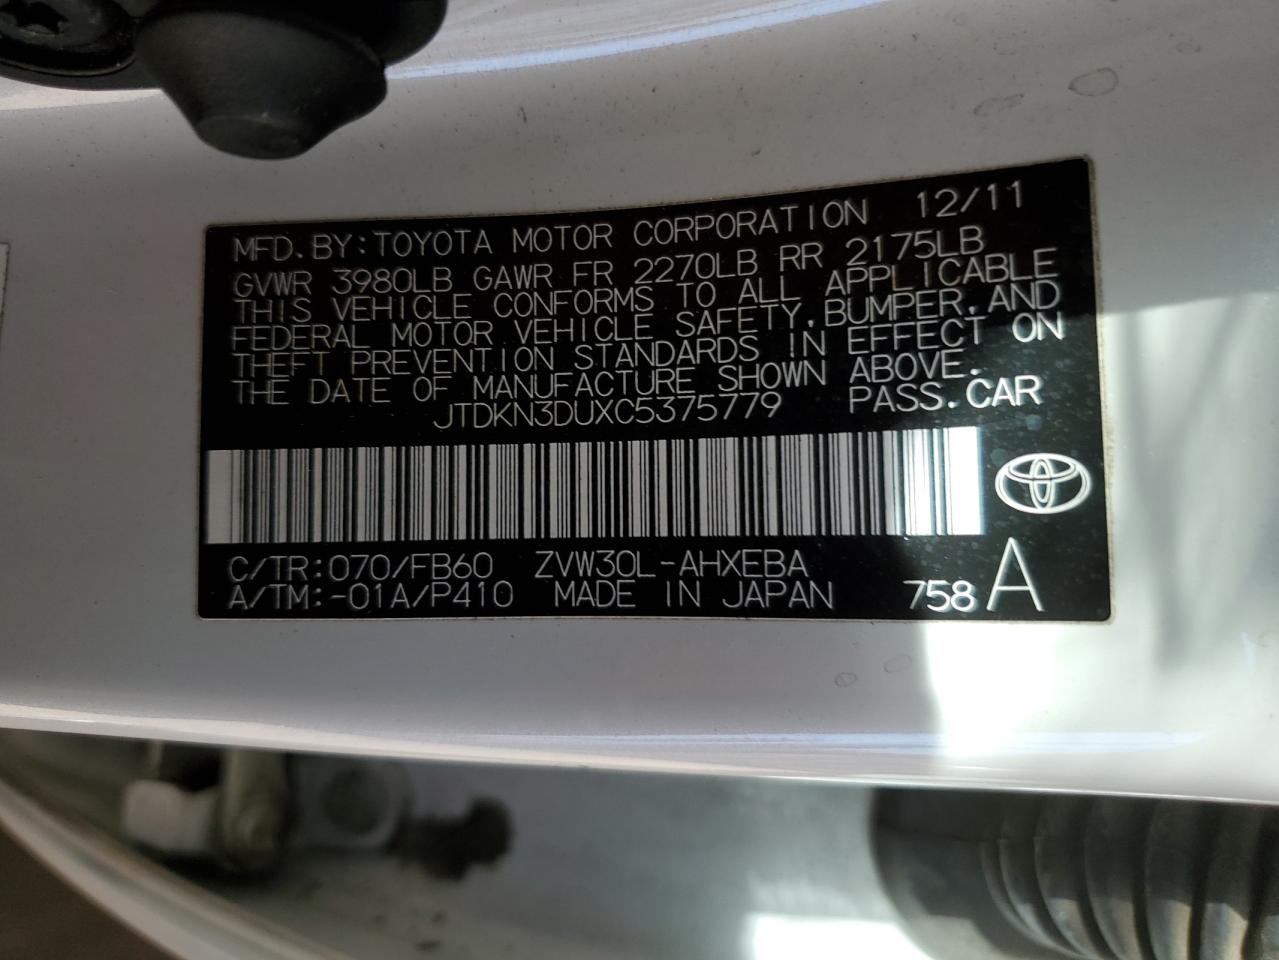 MFD. BY: TOYOTA MOTOR CORPORATION 12/11
GVWR 3980LB GAWR FR 2270LB RR 2175LB
THIS VEHICLE CONFORMS TO ALL APPLICABLE
FEDERAL MOTOR VEHICLE SAFETY, BUMPER, AND
THEFT PREVENTION STANDARDS IN EFFECT ON
THE DATE OF MANUFACTURE SHOWN ABOVE.
JTDKN3DUXC5375779 PASS. CAR
C/TR: 070/FB60 ZVW30L-AHXEBA
A/TM: -01A/P410 MADE IN JAPAN 758 A